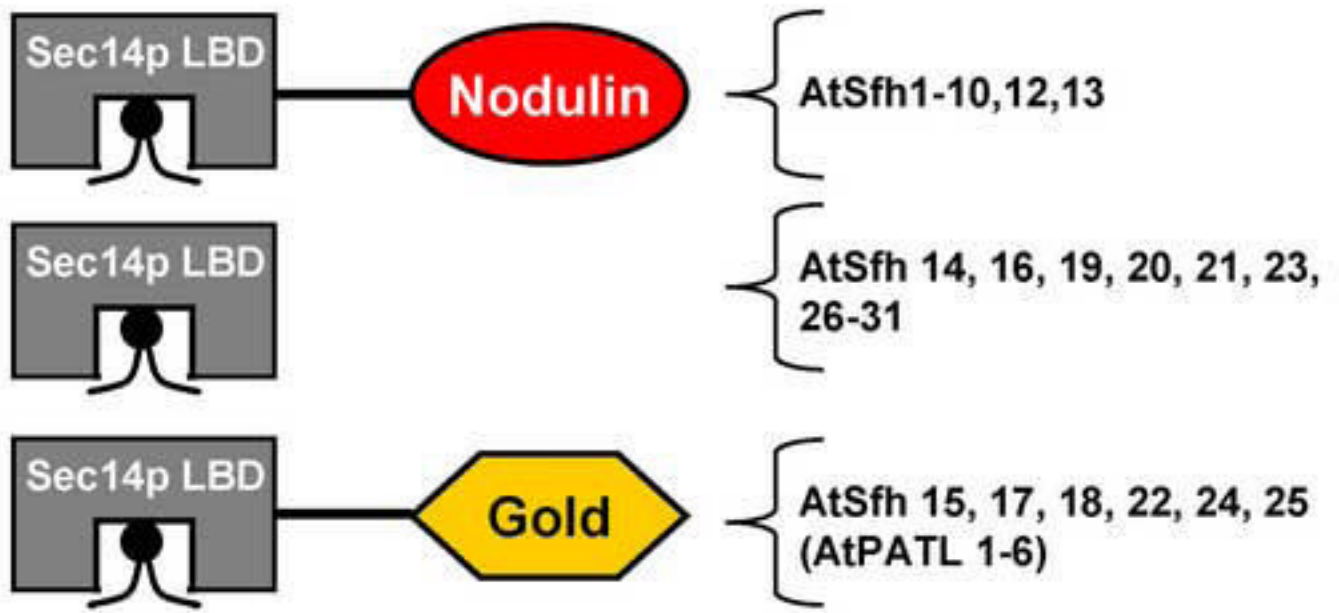 Sec14p LBD
Nodulin
AtSfh1-10,12,13
Sec14p LBD
AtSfh 14, 16, 19, 20, 21, 23,
26-31
Sec14p LBD
Gold
AtSfh 15, 17, 18, 22, 24, 25
(AtPATL 1-6)